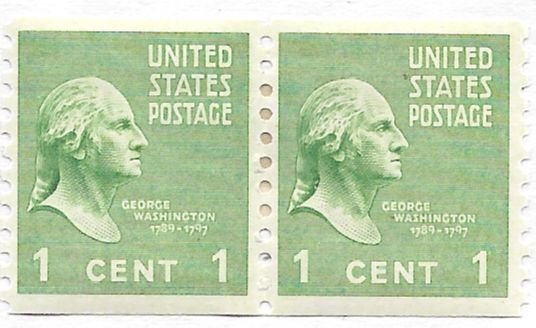 UNITED
STATES
POSTAGE
GEORGE
WASHINGTON
1789-1797
1 CENT 1
UNITED
STATES
POSTAGE
GEORGE
WASHINGTON
1789-1797
1 CENT 1